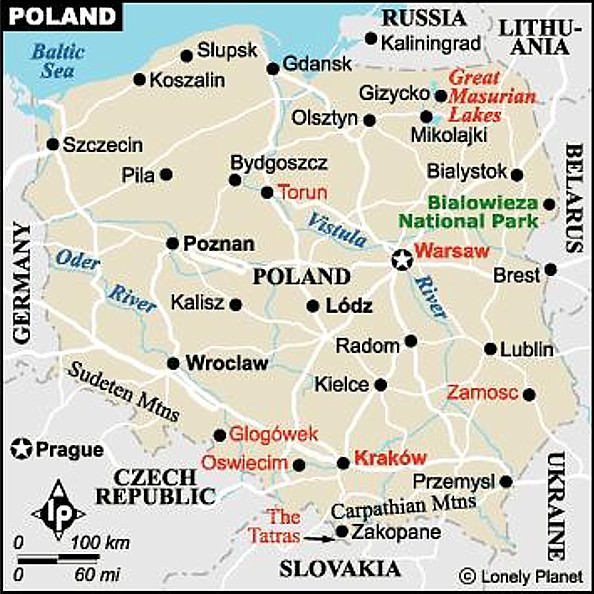 POLAND
RUSSIA
LITHU-
ANIA
Baltic
Sea
Slupsk
Kaliningrad
Gdansk
Koszalin
Great
Masurian
Lakes
Gizycko
Olsztyn
Mikolajki
Szczecin
Bydgoszcz
Pila
Torun
Bialystok
BELARUS
Bialowieza
National Park
Vistula
River
Poznan
Warsaw
GERMANY
Oder
River
POLAND
Brest
Kalisz
Lódz
Radom
Lublin
Wroclaw
Sudeten Mtns
Kielce
Zamosc
Glogówek
Prague
Oswiecim
Kraków
CZECH
REPUBLIC
Przemysl
UKRAINE
Carpathian Mtns
lp
The
Tatras
Zakopane
0 100 km
0 60 mi
SLOVAKIA
© Lonely Planet